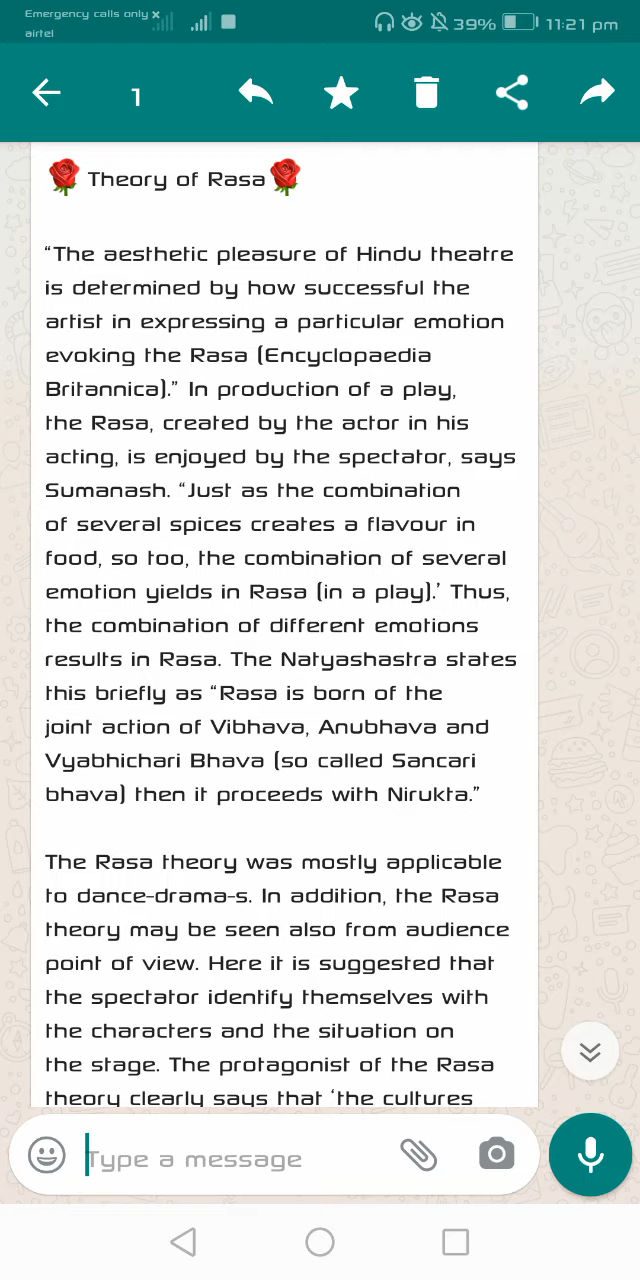 Emergency calls only x
airtel
39%
11:21 pm
1
Theory of Rasa
“The aesthetic pleasure of Hindu theatre
is determined by how successful the
artist in expressing a particular emotion
evoking the Rasa (Encyclopaedia
Britannica).” In production of a play,
the Rasa, created by the actor in his
acting, is enjoyed by the spectator, says
Sumanash. “Just as the combination
of several spices creates a flavour in
food, so too, the combination of several
emotion yields in Rasa (in a play).’ Thus,
the combination of different emotions
results in Rasa. The Natyashastra states
this briefly as “Rasa is born of the
joint action of Vibhava, Anubhava and
Vyabhichari Bhava (so called Sancari
bhava) then it proceeds with Nirukta.”
The Rasa theory was mostly applicable
to dance-drama-s. In addition, the Rasa
theory may be seen also from audience
point of view. Here it is suggested that
the spectator identify themselves with
the characters and the situation on
the stage. The protagonist of the Rasa
theory clearly says that ‘the cultures
Type a message